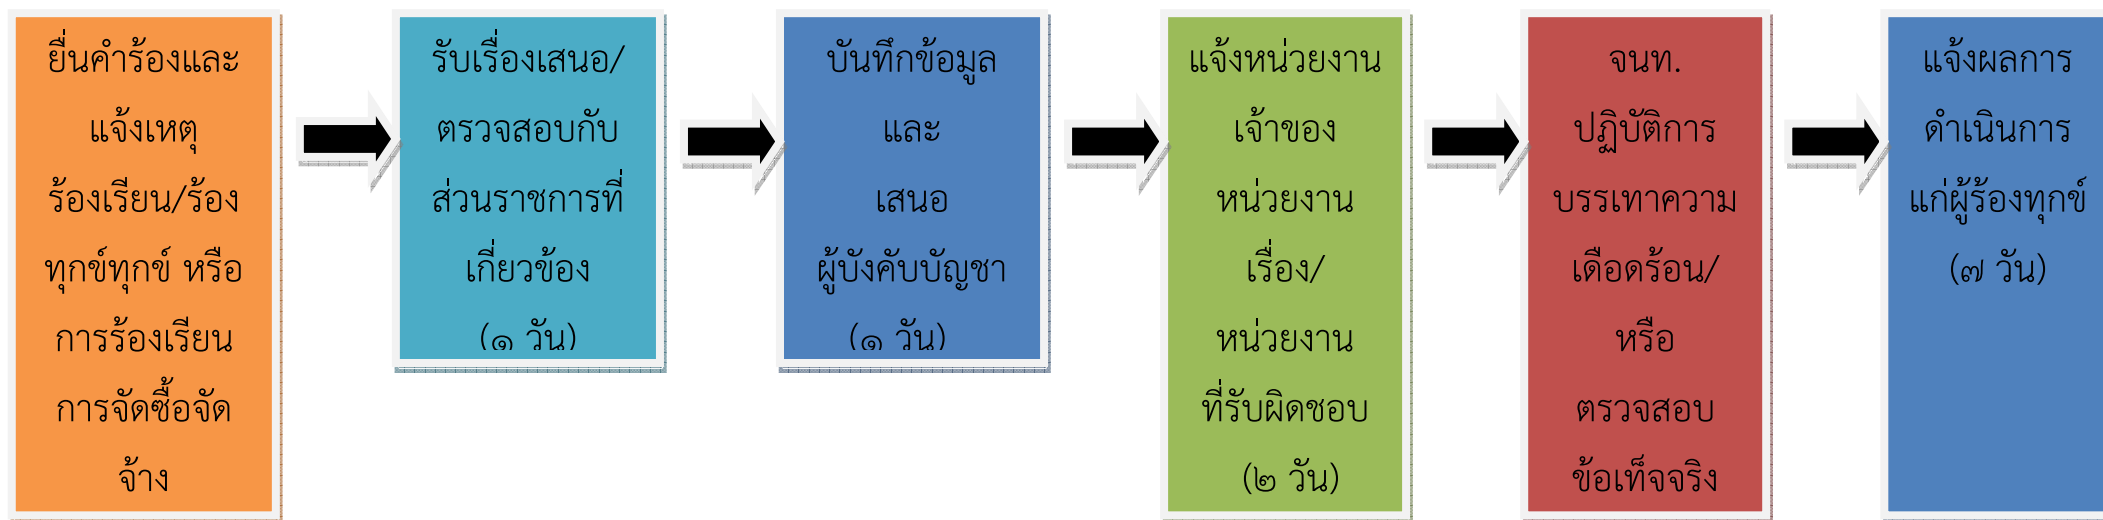 ยื่นคำร้องและ
แจ้งเหตุ
ร้องเรียน/ร้อง
ทุกข์ทุกข์ หรือ
การร้องเรียน
การจัดซื้อจัด
จ้าง
รับเรื่องเสนอ/
ตรวจสอบกับ
ส่วนราชการที่
เกี่ยวข้อง
(๑ วัน)
บันทึกข้อมูล
และ
เสนอ
ผู้บังคับบัญชา
(๑ วัน)
แจ้งหน่วยงาน
เจ้าของ
หน่วยงาน
เรื่อง/
หน่วยงาน
ที่รับผิดชอบ
(๒ วัน)
จนท.
ปฏิบัติการ
บรรเทาความ
เดือดร้อน/
หรือ
ตรวจสอบ
ข้อเท็จจริง
แจ้งผลการ
ดำเนินการ
แก่ผู้ร้องทุกข์
(๗ วัน)